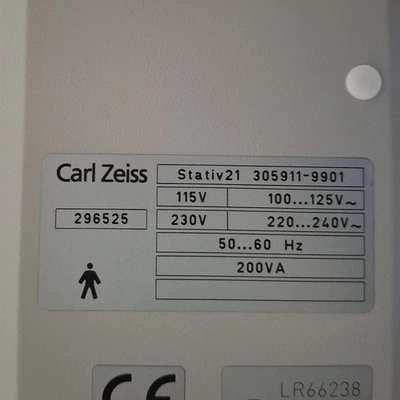 Carl Zeiss
Stativ21 305911-9901
115V 100...125V~
296525
230V 220...240V~
50...60 Hz
200VA
CE
LR66238